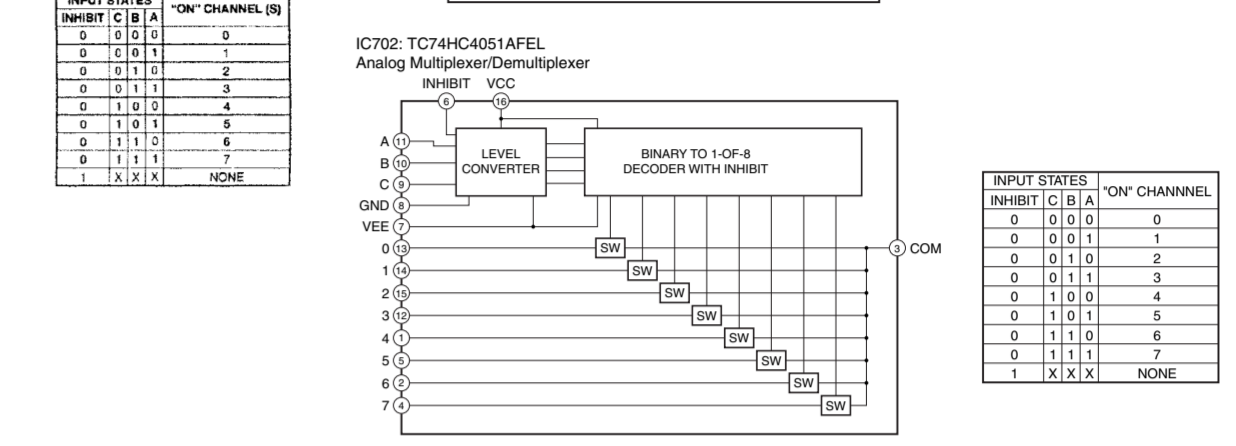 INPUT STATES "ON" CHANNEL (S)
INHIBIT C B A
0 0 0 0 0
0 0 0 1 1
0 0 1 0 2
0 0 1 1 3
0 1 0 0 4
0 1 0 1 5
0 1 1 0 6
0 1 1 1 7
1 X X X NONE
IC702: TC74HC4051AFEL
Analog Multiplexer/Demultiplexer
INHIBIT VCC
6 16
A 11
B 10
C 9
GND 8
VEE 7
LEVEL
CONVERTER
BINARY TO 1-OF-8
DECODER WITH INHIBIT
0 13 SW 3 COM
1 14 SW
2 15 SW
3 12 SW
4 1 SW
5 5 SW
6 2 SW
7 4 SW
INPUT STATES "ON" CHANNNEL
INHIBIT C B A
0 0 0 0 0
0 0 0 1 1
0 0 1 0 2
0 0 1 1 3
0 1 0 0 4
0 1 0 1 5
0 1 1 0 6
0 1 1 1 7
1 X X X NONE